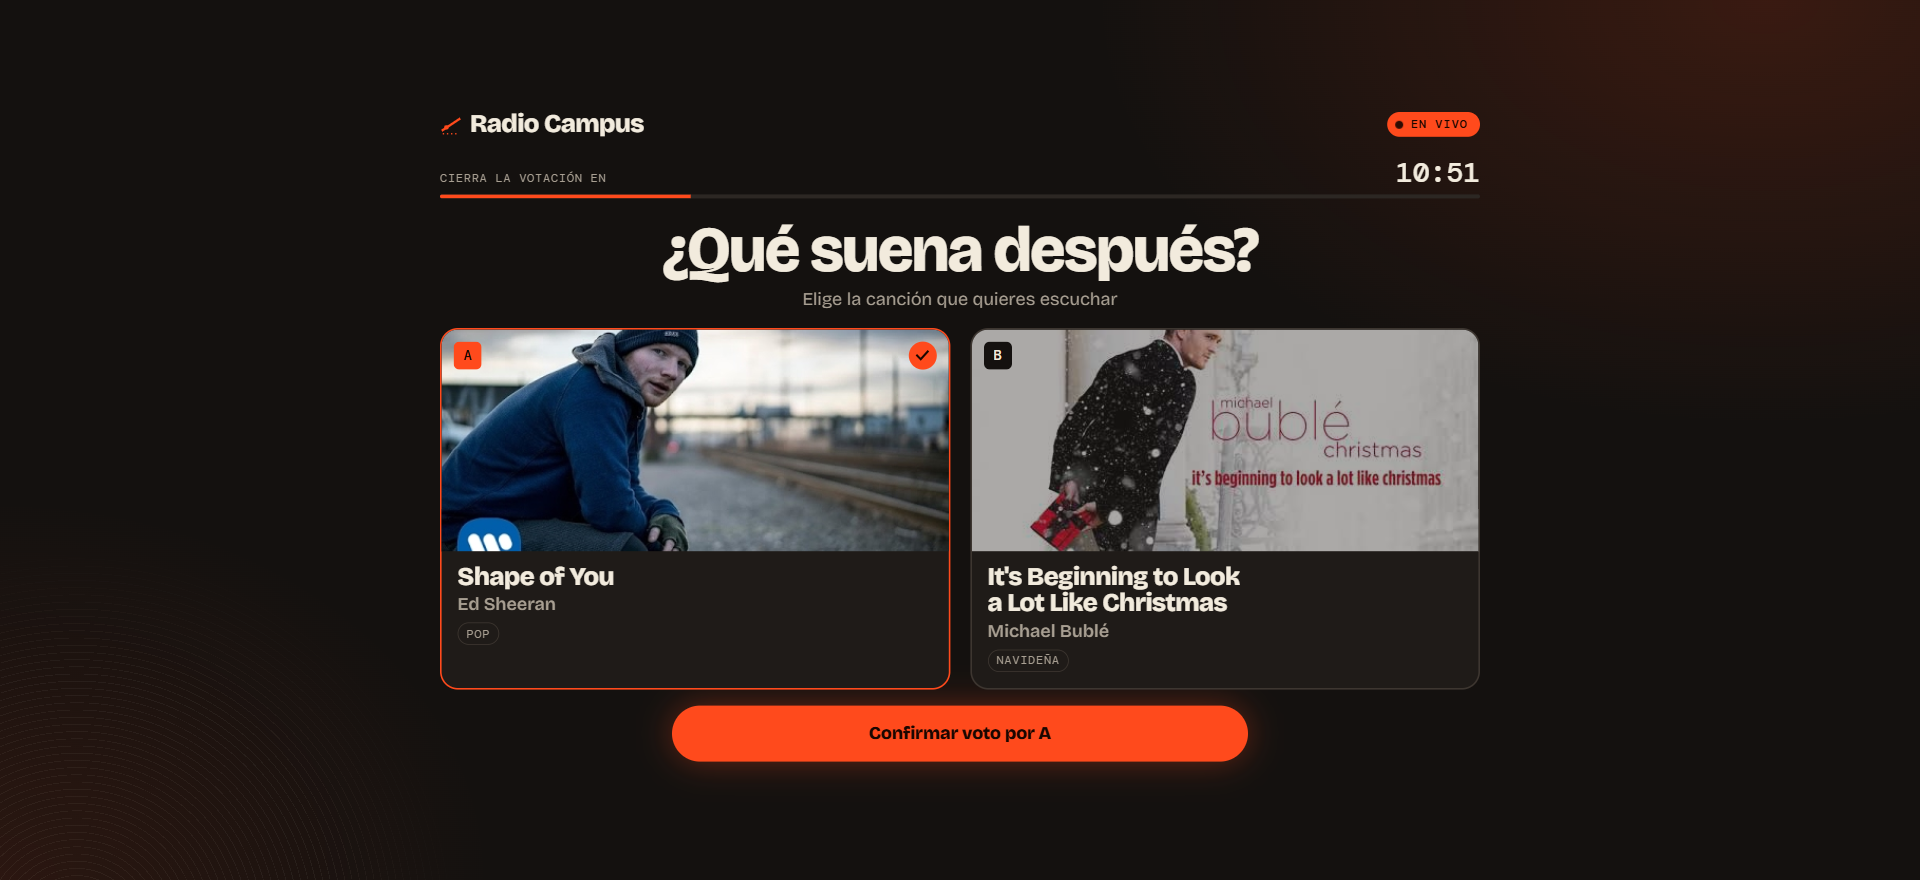 Radio Campus
EN VIVO
CIERRA LA VOTACIÓN EN
10:51
¿Qué suena después?
Elige la canción que quieres escuchar
A
Shape of You
Ed Sheeran
POP
B
michael
bublé
christmas
it's beginning to look a lot like christmas
It's Beginning to Look
a Lot Like Christmas
Michael Bublé
NAVIDEÑA
Confirmar voto por A